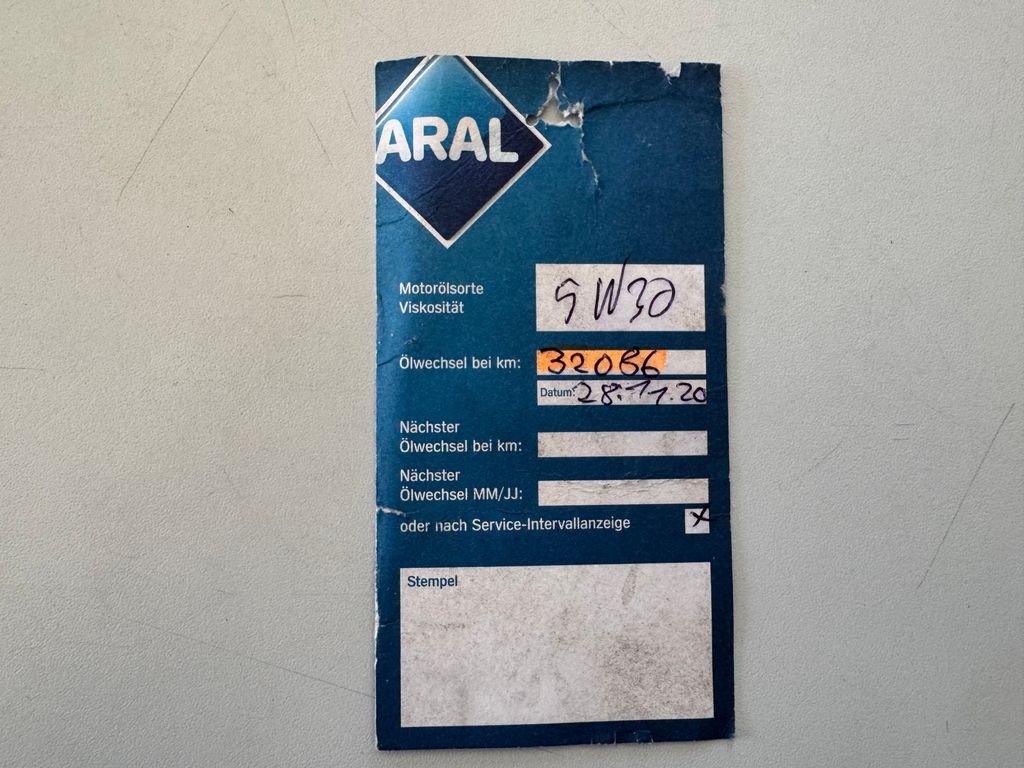 ARAL
Motorölsorte
Viskosität
5W30
Ölwechsel bei km:
32086
Datum: 28.11.20
Nächster
Ölwechsel bei km:
Nächster
Ölwechsel MM/JJ:
oder nach Service-Intervallanzeige X
Stempel